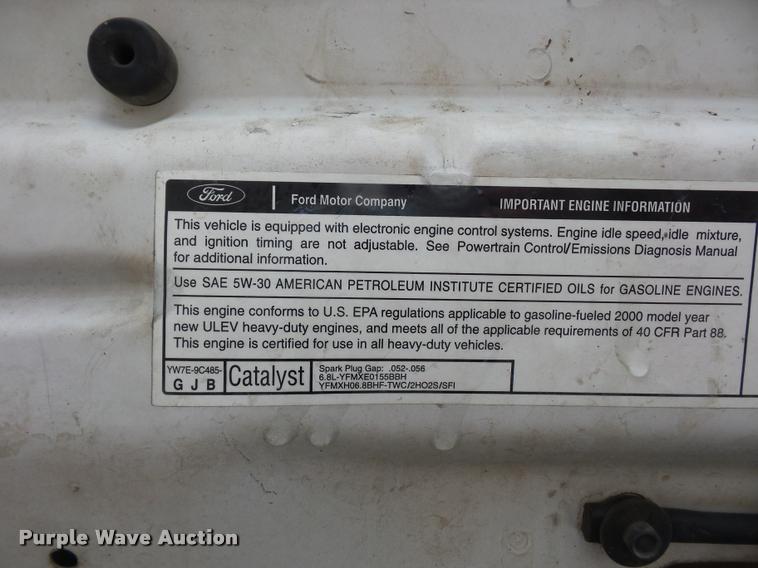 Ford Ford Motor Company IMPORTANT ENGINE INFORMATION
This vehicle is equipped with electronic engine control systems. Engine idle speed, idle mixture,
and ignition timing are not adjustable. See Powertrain Control/Emissions Diagnosis Manual
for additional information.
Use SAE 5W-30 AMERICAN PETROLEUM INSTITUTE CERTIFIED OILS for GASOLINE ENGINES.
This engine conforms to U.S. EPA regulations applicable to gasoline-fueled 2000 model year
new ULEV heavy-duty engines, and meets all of the applicable requirements of 40 CFR Part 88.
This engine is certified for use in all heavy-duty vehicles.
YW7E-9C485-
G J B
Catalyst
Spark Plug Gap: .052-.056
6.8L-YFMXE0155BBH
YFMXH06.8BHF-TWC/2HO2S/SFI
Purple Wave Auction